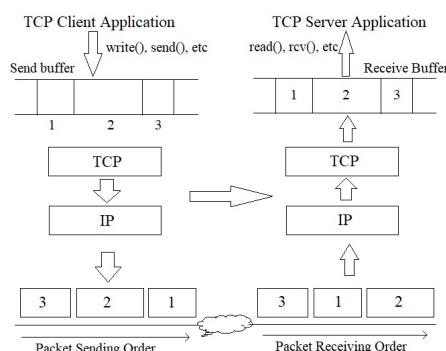 TCP Client Application
TCP Server Application
write(), send(), etc
read(), rcv(), etc
Send buffer
Receive Buffer
1 2 3
1 2 3
TCP
TCP
IP
IP
3 2 1
3 1 2
Packet Sending Order
Packet Receiving Order